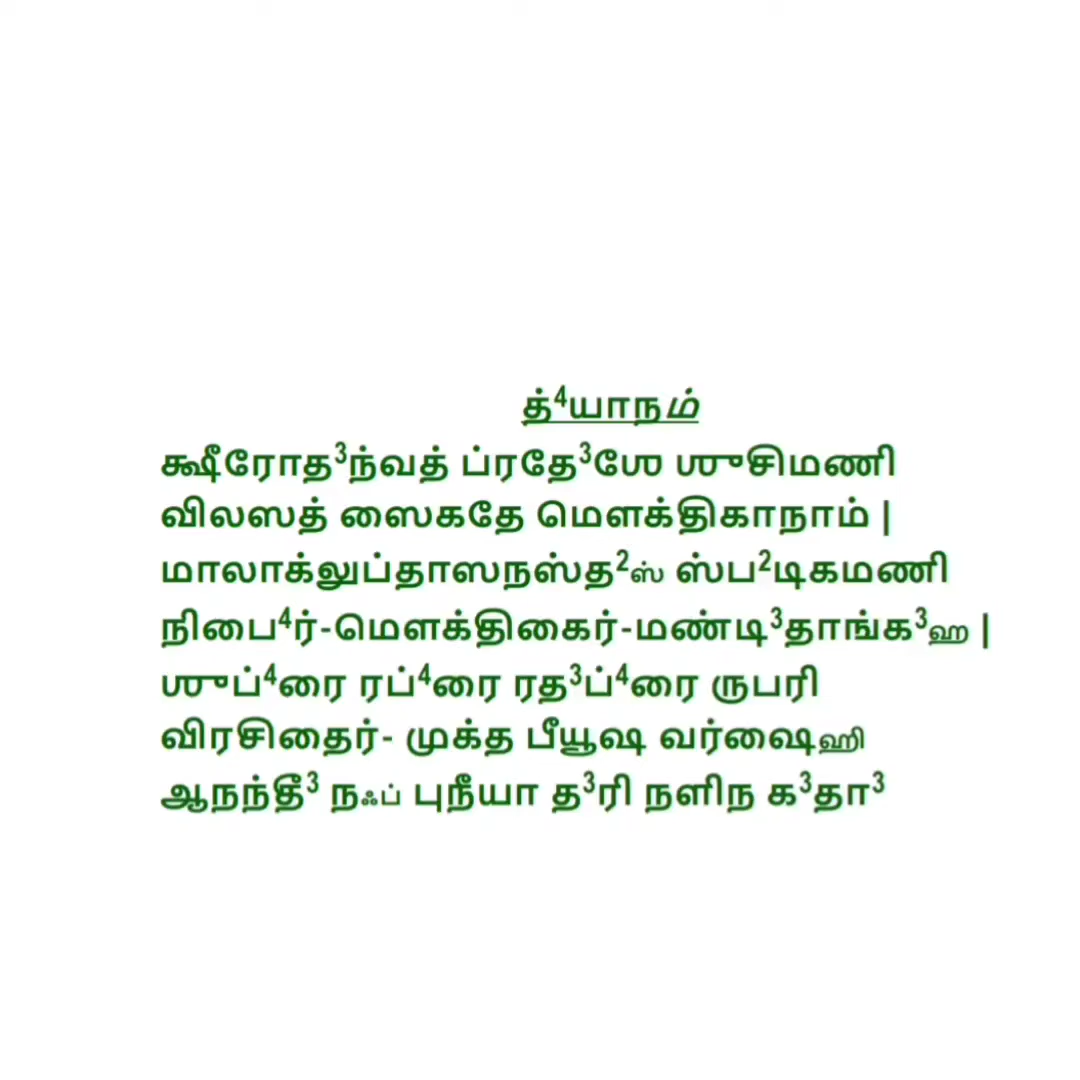 த்⁴யாநம்
க்ஷீரோத³ந்வத் ப்ரதே³ஶே ஶுசிமணி
விலஸத் ஸைகதே மௌக்திகாநாம் |
மாலாக்லுப்தாஸநஸ்த²ஸ் ஸ்ப²டிகமணி
நிபை⁴ர்-மௌக்திகைர்-மண்டி³தாங்க³ஹ |
ஶுப்⁴ரை ரப்⁴ரை ரத³ப்⁴ரை ருபரி
விரசிதைர்- முக்த பீயூஷ வர்ஷைஹி
ஆநந்தீ³ நஃப் புநீயா த³ரி நளிந க³தா³